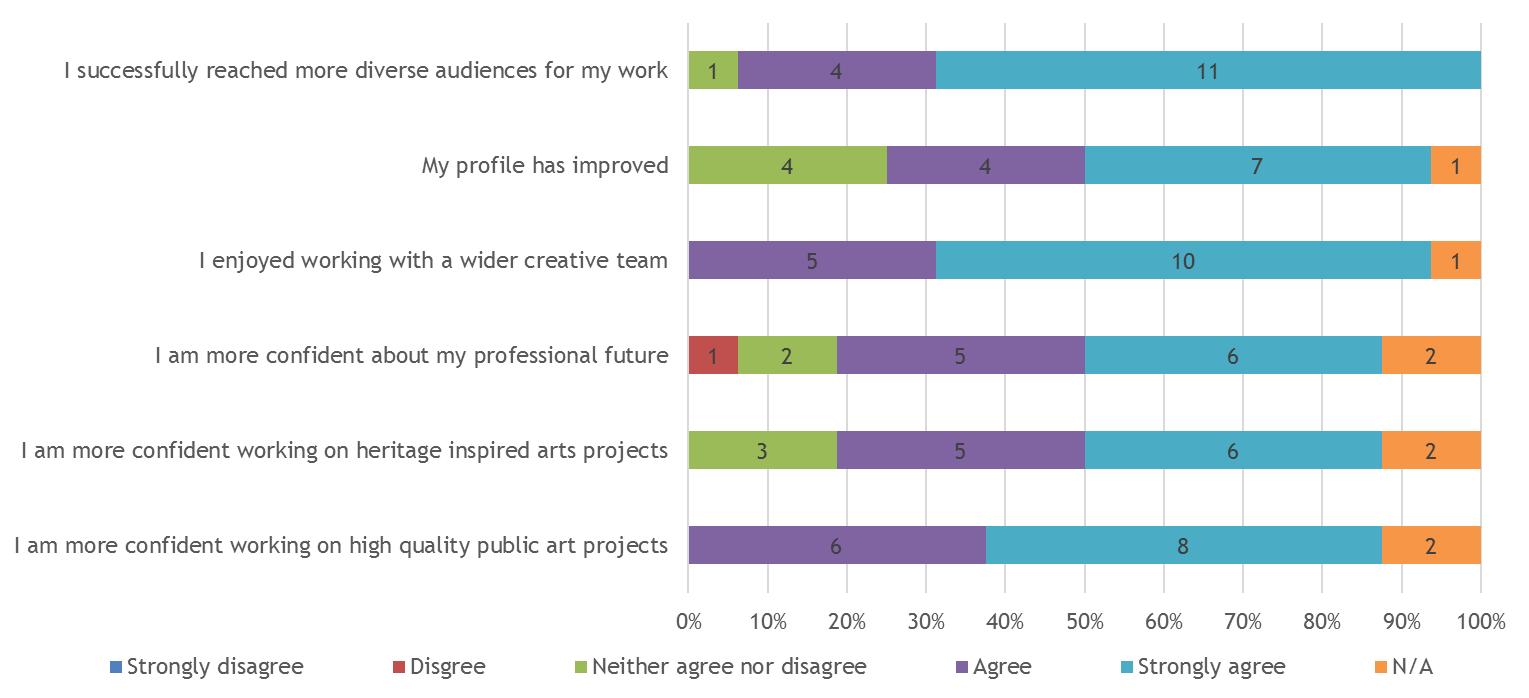 I successfully reached more diverse audiences for my work
1 4 11
My profile has improved
4 4 7 1
I enjoyed working with a wider creative team
5 10 1
I am more confident about my professional future
1 2 5 6 2
I am more confident working on heritage inspired arts projects
3 5 6 2
I am more confident working on high quality public art projects
6 8 2
0% 10% 20% 30% 40% 50% 60% 70% 80% 90% 100%
Strongly disagree Disgree Neither agree nor disagree Agree Strongly agree N/A